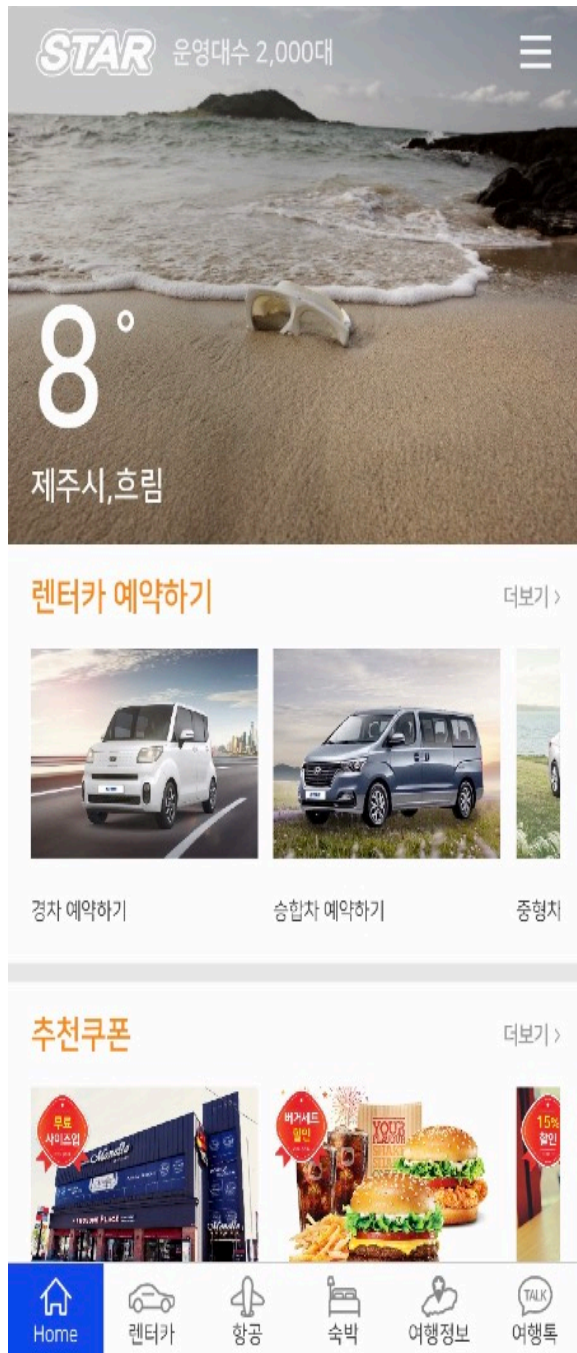 STAR 운영대수 2,000대
8°
제주시,흐림
렌터카 예약하기 더보기 >
경차 예약하기 승합차 예약하기 중형차
추천쿠폰 더보기 >
무료
사이즈업
버거세트
할인
15%
할인
Manella
YOUR
Home 렌터카 항공 숙박 여행정보 여행톡
TALK